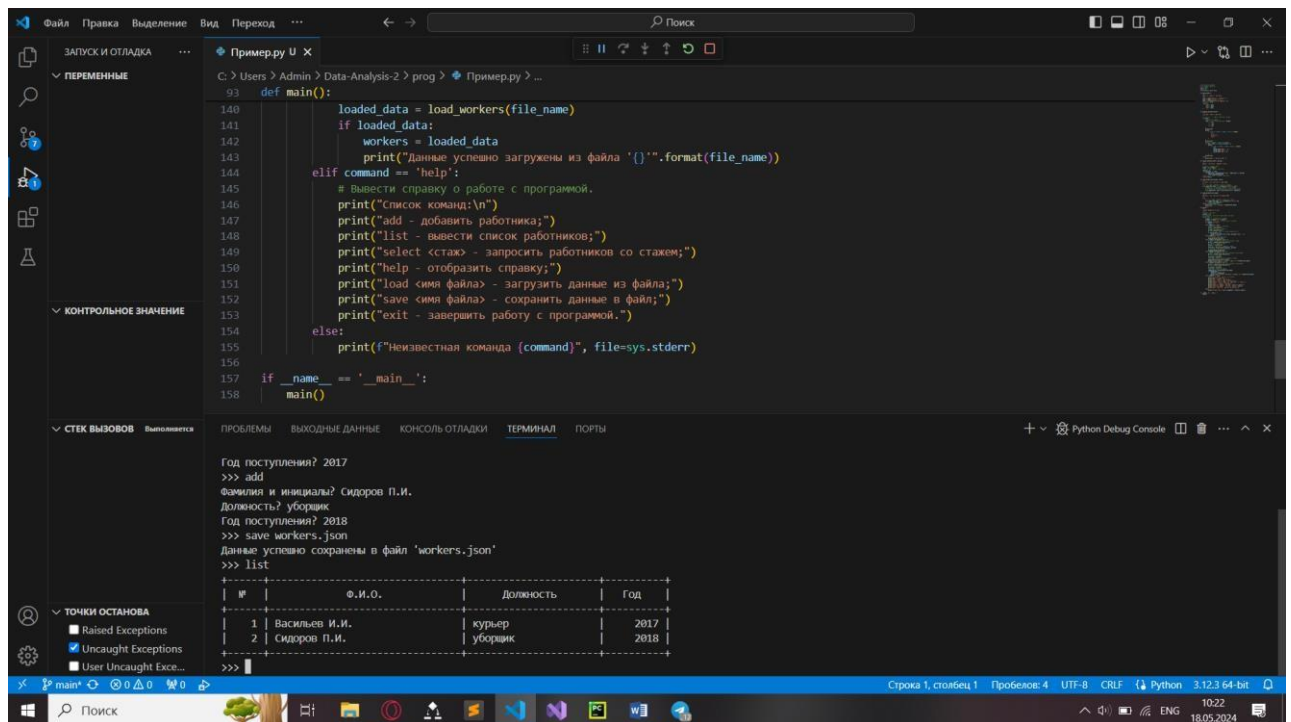 Файл Правка Выделение Вид Переход ··· Поиск
ЗАПУСК И ОТЛАДКА ···
ПЕРЕМЕННЫЕ
КОНТРОЛЬНОЕ ЗНАЧЕНИЕ
СТЕК ВЫЗОВОВ Выполняется
ТОЧКИ ОСТАНОВА
Raised Exceptions
Uncaught Exceptions
User Uncaught Exce...
7
1
Пример.py U
C: > Users > Admin > Data-Analysis-2 > prog > Пример.py > ...
93 def main():
140 loaded_data = load_workers(file_name)
141 if loaded_data:
142 workers = loaded_data
143 print("Данные успешно загружены из файла '{}'".format(file_name))
144 elif command == 'help':
145 # Вывести справку о работе с программой.
146 print("Список команд:\n")
147 print("add - добавить работника;")
148 print("list - вывести список работников;")
149 print("select <стаж> - запросить работников со стажем;")
150 print("help - отобразить справку;")
151 print("load <имя файла> - загрузить данные из файла;")
152 print("save <имя файла> - сохранить данные в файл;")
153 print("exit - завершить работу с программой.")
154 else:
155 print(f"Неизвестная команда {command}", file=sys.stderr)
156
157 if __name__ == '__main__':
158 main()
ПРОБЛЕМЫ ВЫХОДНЫЕ ДАННЫЕ КОНСОЛЬ ОТЛАДКИ ТЕРМИНАЛ ПОРТЫ Python Debug Console
Год поступления? 2017
>>> add
Фамилия и инициалы? Сидоров П.И.
Должность? уборщик
Год поступления? 2018
>>> save workers.json
Данные успешно сохранены в файл 'workers.json'
>>> list
+------+--------------------------------+----------------------+----------+
| № | Ф.И.О. | Должность | Год |
+------+--------------------------------+----------------------+----------+
| 1 | Васильев И.И. | курьер | 2017 |
| 2 | Сидоров П.И. | уборщик | 2018 |
+------+--------------------------------+----------------------+----------+
>>>
main* 0 0 0 Строка 1, столбец 1 Пробелов: 4 UTF-8 CRLF Python 3.12.3 64-bit
Поиск ENG 10:22
18.05.2024